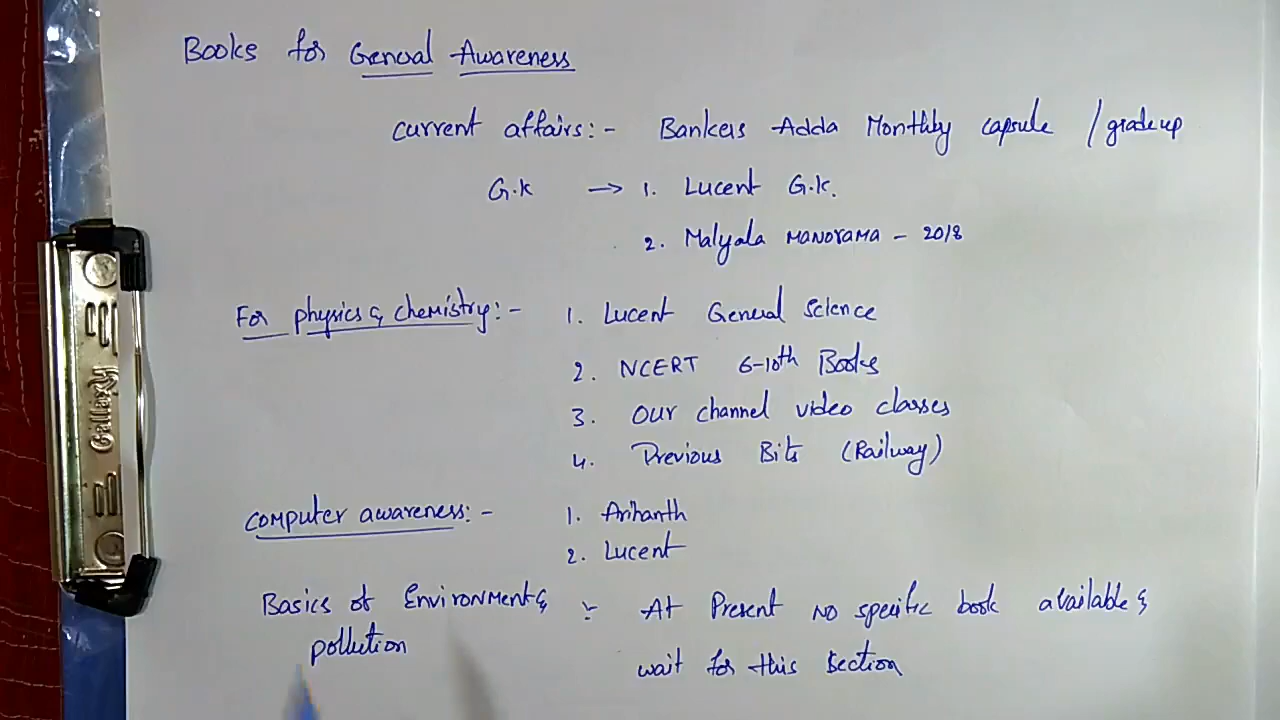 Books for General Awareness
Current affairs:- Bankers Adda Monthly capsule / gradeup
G.K → 1. Lucent G.K.
2. Malyala Manorama - 2018
For physics & chemistry:- 1. Lucent General Science
2. NCERT 6-10th Books
3. Our channel video classes
4. Previous Bits (Railway)
Computer awareness:- 1. Arihanth
2. Lucent
Basics of Environment & :- At Present no specific book available &
pollution wait for this section
Galaxy